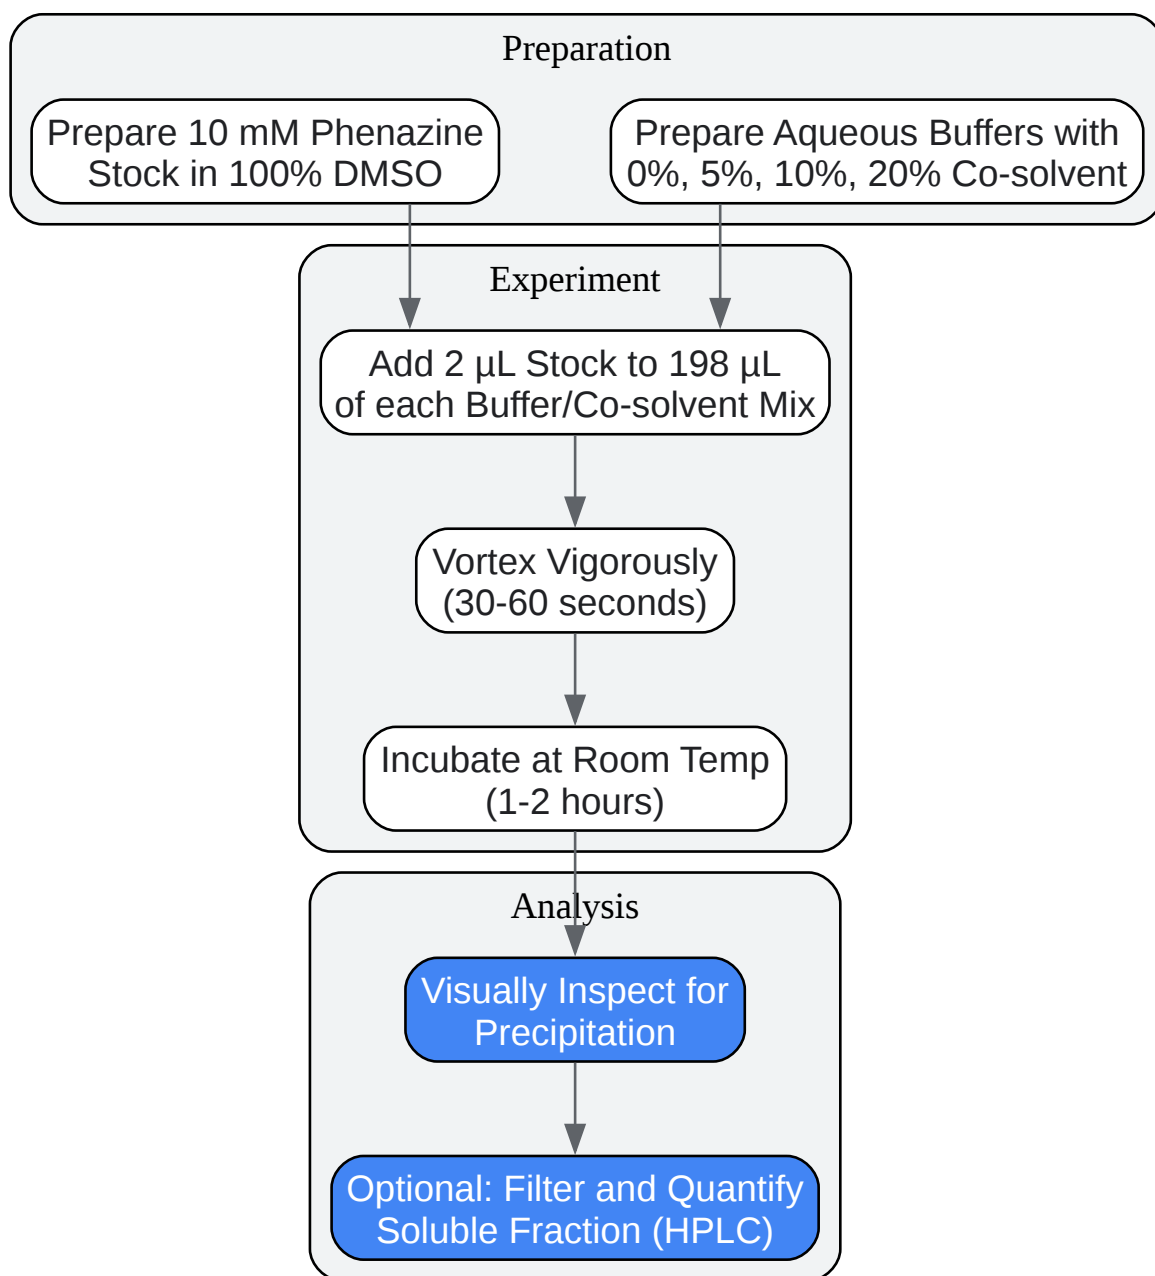 Preparation
Prepare 10 mM Phenazine
Stock in 100% DMSO
Prepare Aqueous Buffers with
0%, 5%, 10%, 20% Co-solvent
Experiment
Add 2 µL Stock to 198 µL
of each Buffer/Co-solvent Mix
Vortex Vigorously
(30-60 seconds)
Incubate at Room Temp
(1-2 hours)
Analysis
Visually Inspect for
Precipitation
Optional: Filter and Quantify
Soluble Fraction (HPLC)